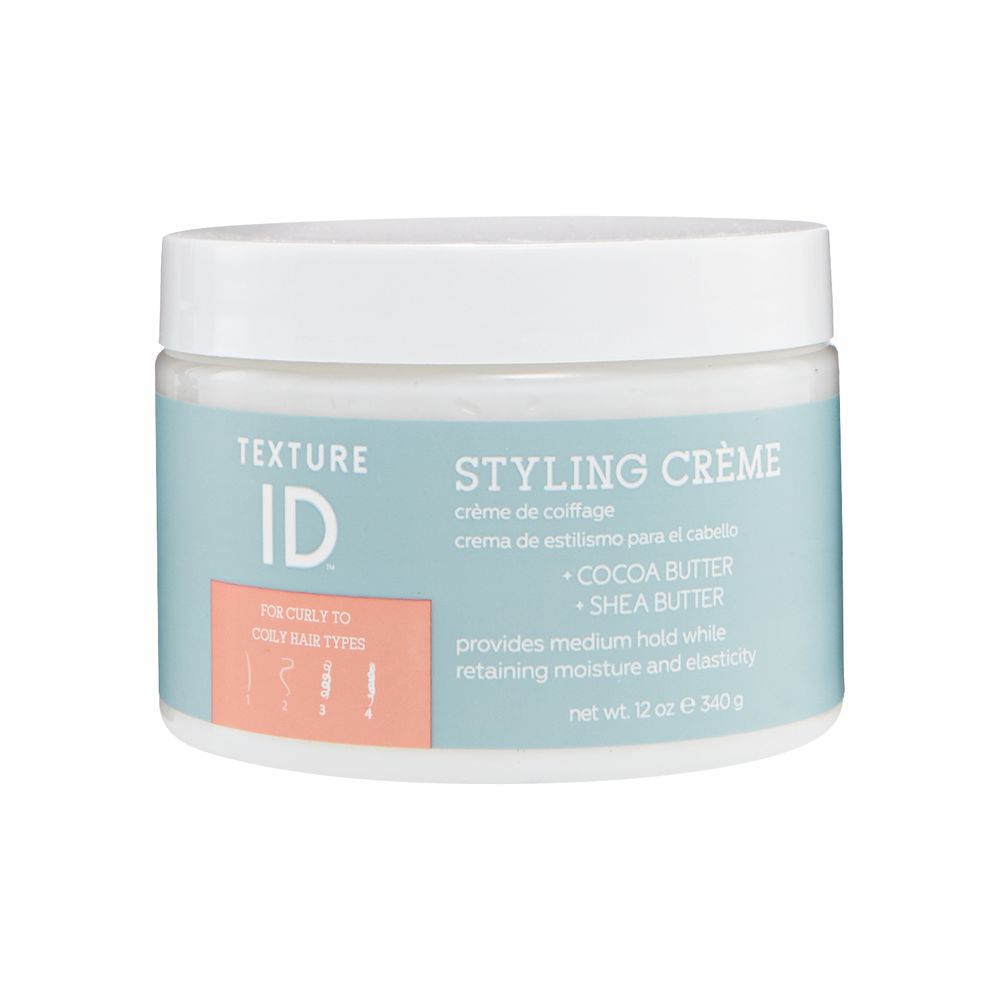 TEXTURE
ID™
FOR CURLY TO
COILY HAIR TYPES
1 2 3 4
STYLING CRÈME
crème de coiffage
crema de estilismo para el cabello
+ COCOA BUTTER
+ SHEA BUTTER
provides medium hold while
retaining moisture and elasticity
net wt. 12 oz e 340 g